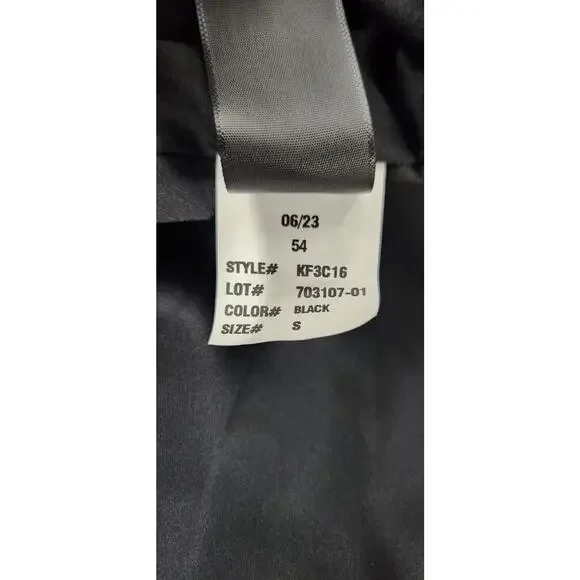 06/23
54
STYLE# KF3C16
LOT# 703107-01
COLOR# BLACK
SIZE# S